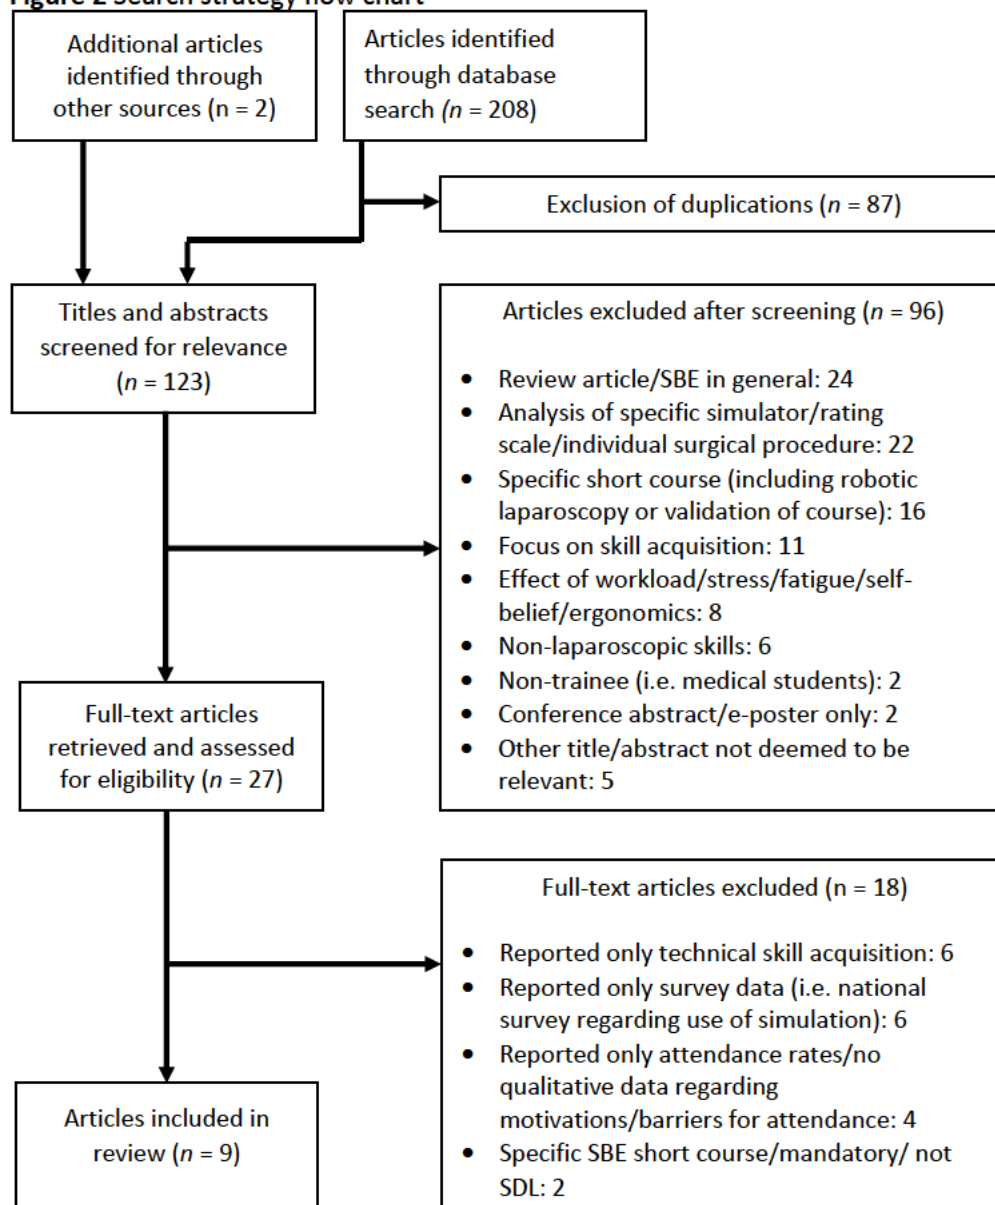 Figure 2 Search strategy flow chart
Additional articles
identified through
other sources (n = 2)
Articles identified
through database
search (n = 208)
Exclusion of duplications (n = 87)
Titles and abstracts
screened for relevance
(n = 123)
Articles excluded after screening (n = 96)
• Review article/SBE in general: 24
• Analysis of specific simulator/rating
scale/individual surgical procedure: 22
• Specific short course (including robotic
laparoscopy or validation of course): 16
• Focus on skill acquisition: 11
• Effect of workload/stress/fatigue/self-
belief/ergonomics: 8
• Non-laparoscopic skills: 6
• Non-trainee (i.e. medical students): 2
• Conference abstract/e-poster only: 2
• Other title/abstract not deemed to be
relevant: 5
Full-text articles
retrieved and assessed
for eligibility (n = 27)
Full-text articles excluded (n = 18)
• Reported only technical skill acquisition: 6
• Reported only survey data (i.e. national
survey regarding use of simulation): 6
• Reported only attendance rates/no
qualitative data regarding
motivations/barriers for attendance: 4
• Specific SBE short course/mandatory/ not
SDL: 2
Articles included in
review (n = 9)